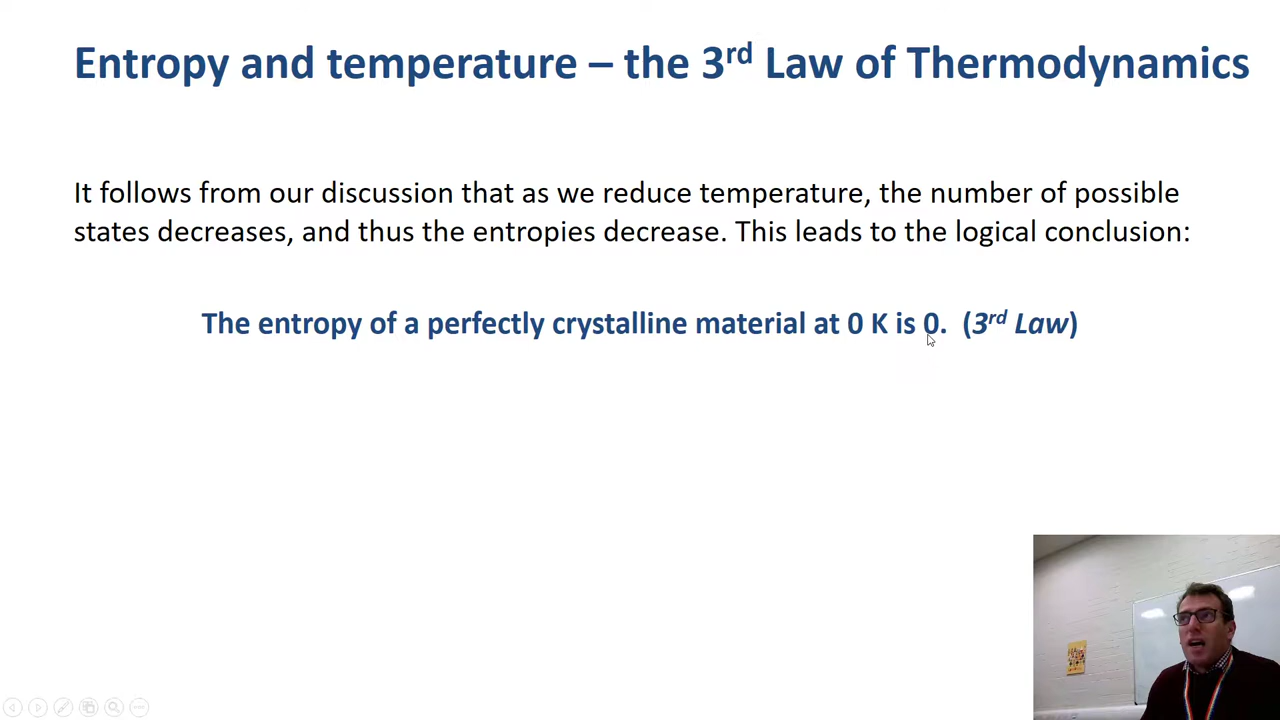 Entropy and temperature – the 3rd Law of Thermodynamics
It follows from our discussion that as we reduce temperature, the number of possible
states decreases, and thus the entropies decrease. This leads to the logical conclusion:
The entropy of a perfectly crystalline material at 0 K is 0. (3rd Law)